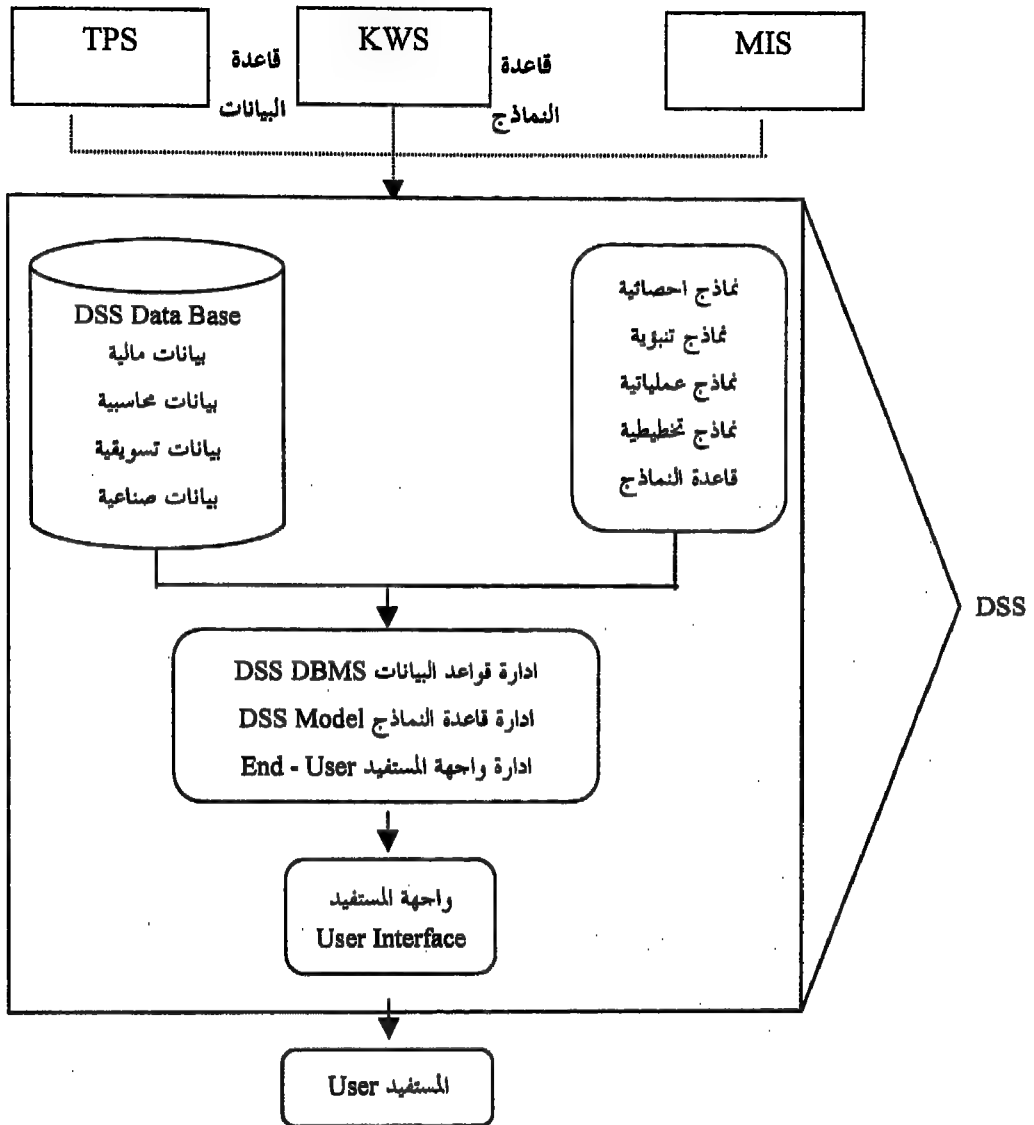 TPS
قاعدة
البيانات
KWS
قاعدة
النماذج
MIS
DSS Data Base
بيانات مالية
بيانات محاسبية
بيانات تسويقية
بيانات صناعية
نماذج احصائية
نماذج تنبؤية
نماذج عملياتية
نماذج تخطيطية
قاعدة النماذج
DSS
ادارة قواعد البيانات DSS DBMS
ادارة قاعدة النماذج DSS Model
ادارة واجهة المستفيد End - User
واجهة المستفيد
User Interface
المستفيد User